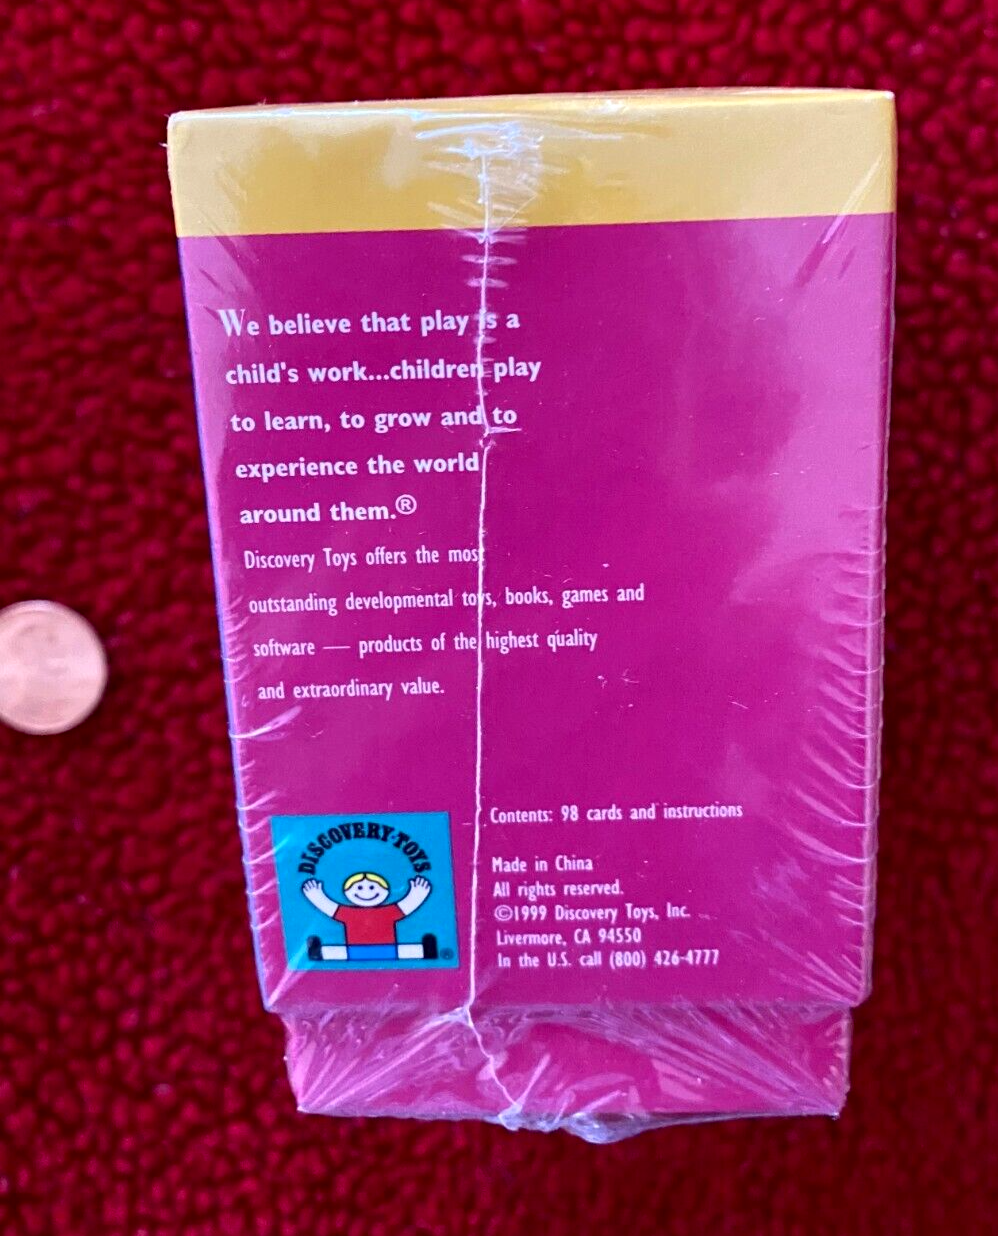 We believe that play is a
child's work...children play
to learn, to grow and to
experience the world
around them.®
Discovery Toys offers the most
outstanding developmental toys, books, games and
software — products of the highest quality
and extraordinary value.
DISCOVERY TOYS
®
Contents: 98 cards and instructions
Made in China
All rights reserved.
©1999 Discovery Toys, Inc.
Livermore, CA 94550
In the U.S. call (800) 426-4777